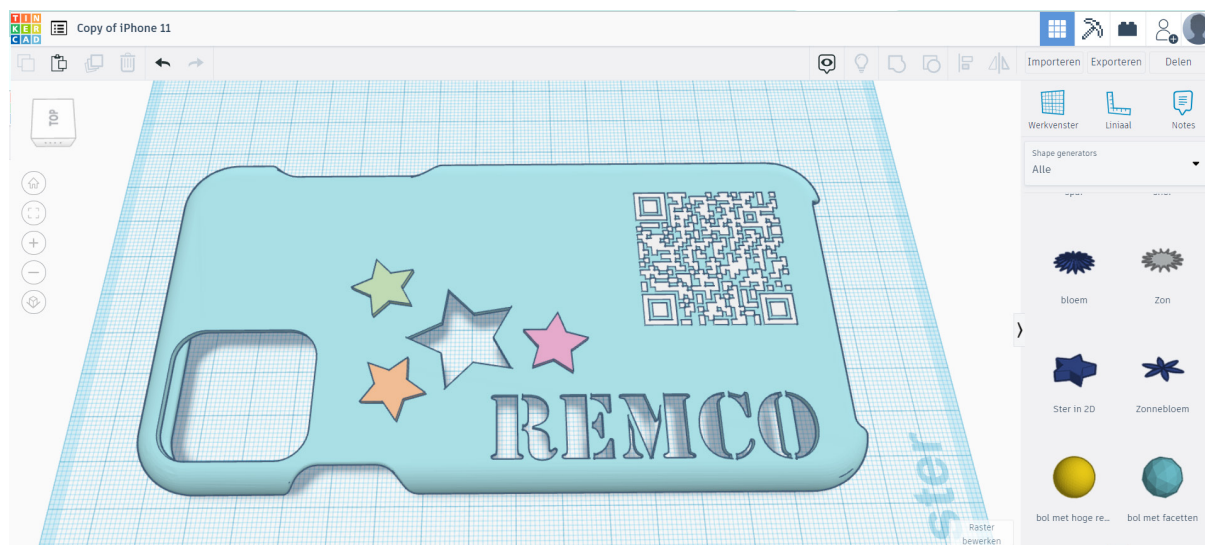 TIN
KER
CAD
Copy of iPhone 11
Importeren Exporteren Delen
TOP
Werkvenster Liniaal Notes
Shape generators
Alle
bloem Zon
Ster in 2D Zonnebloem
bol met hoge re... bol met facetten
REMCO
ster
Raster
bewerken